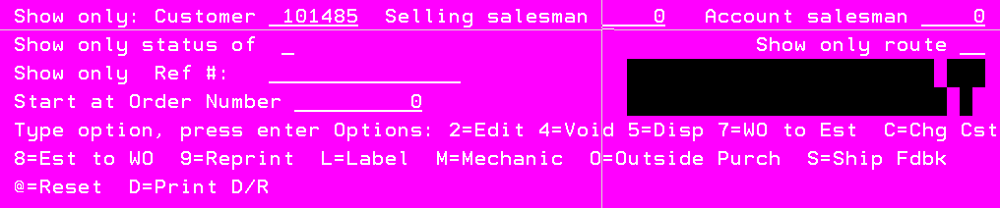 Show only: Customer 101485 Selling salesman 0 Account salesman 0
Show only status of _ Show only route __
Show only Ref #: _______________
Start at Order Number 0
Type option, press enter Options: 2=Edit 4=Void 5=Disp 7=WO to Est C=Chg Cst
8=Est to WO 9=Reprint L=Label M=Mechanic O=Outside Purch S=Ship Fdbk
@=Reset D=Print D/R